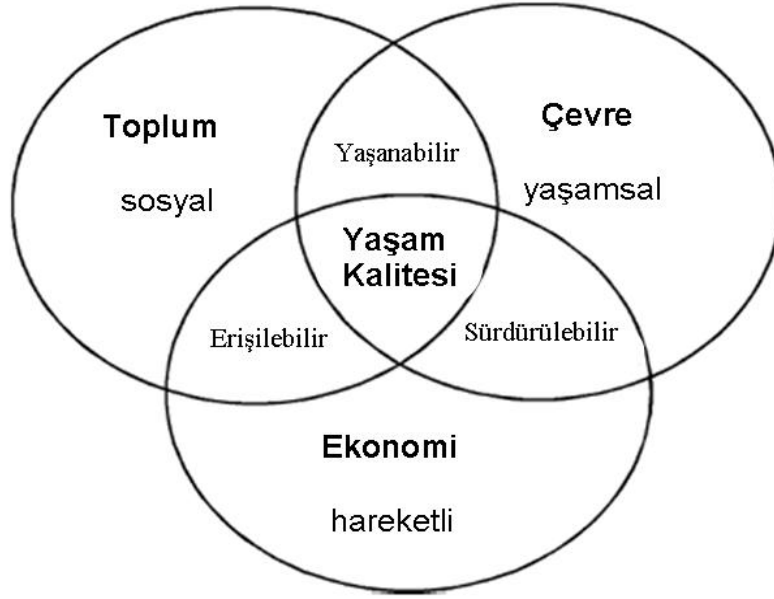 Toplum
sosyal
Yaşanabilir
Çevre
yaşamsal
Yaşam
Kalitesi
Erişilebilir
Sürdürülebilir
Ekonomi
hareketli